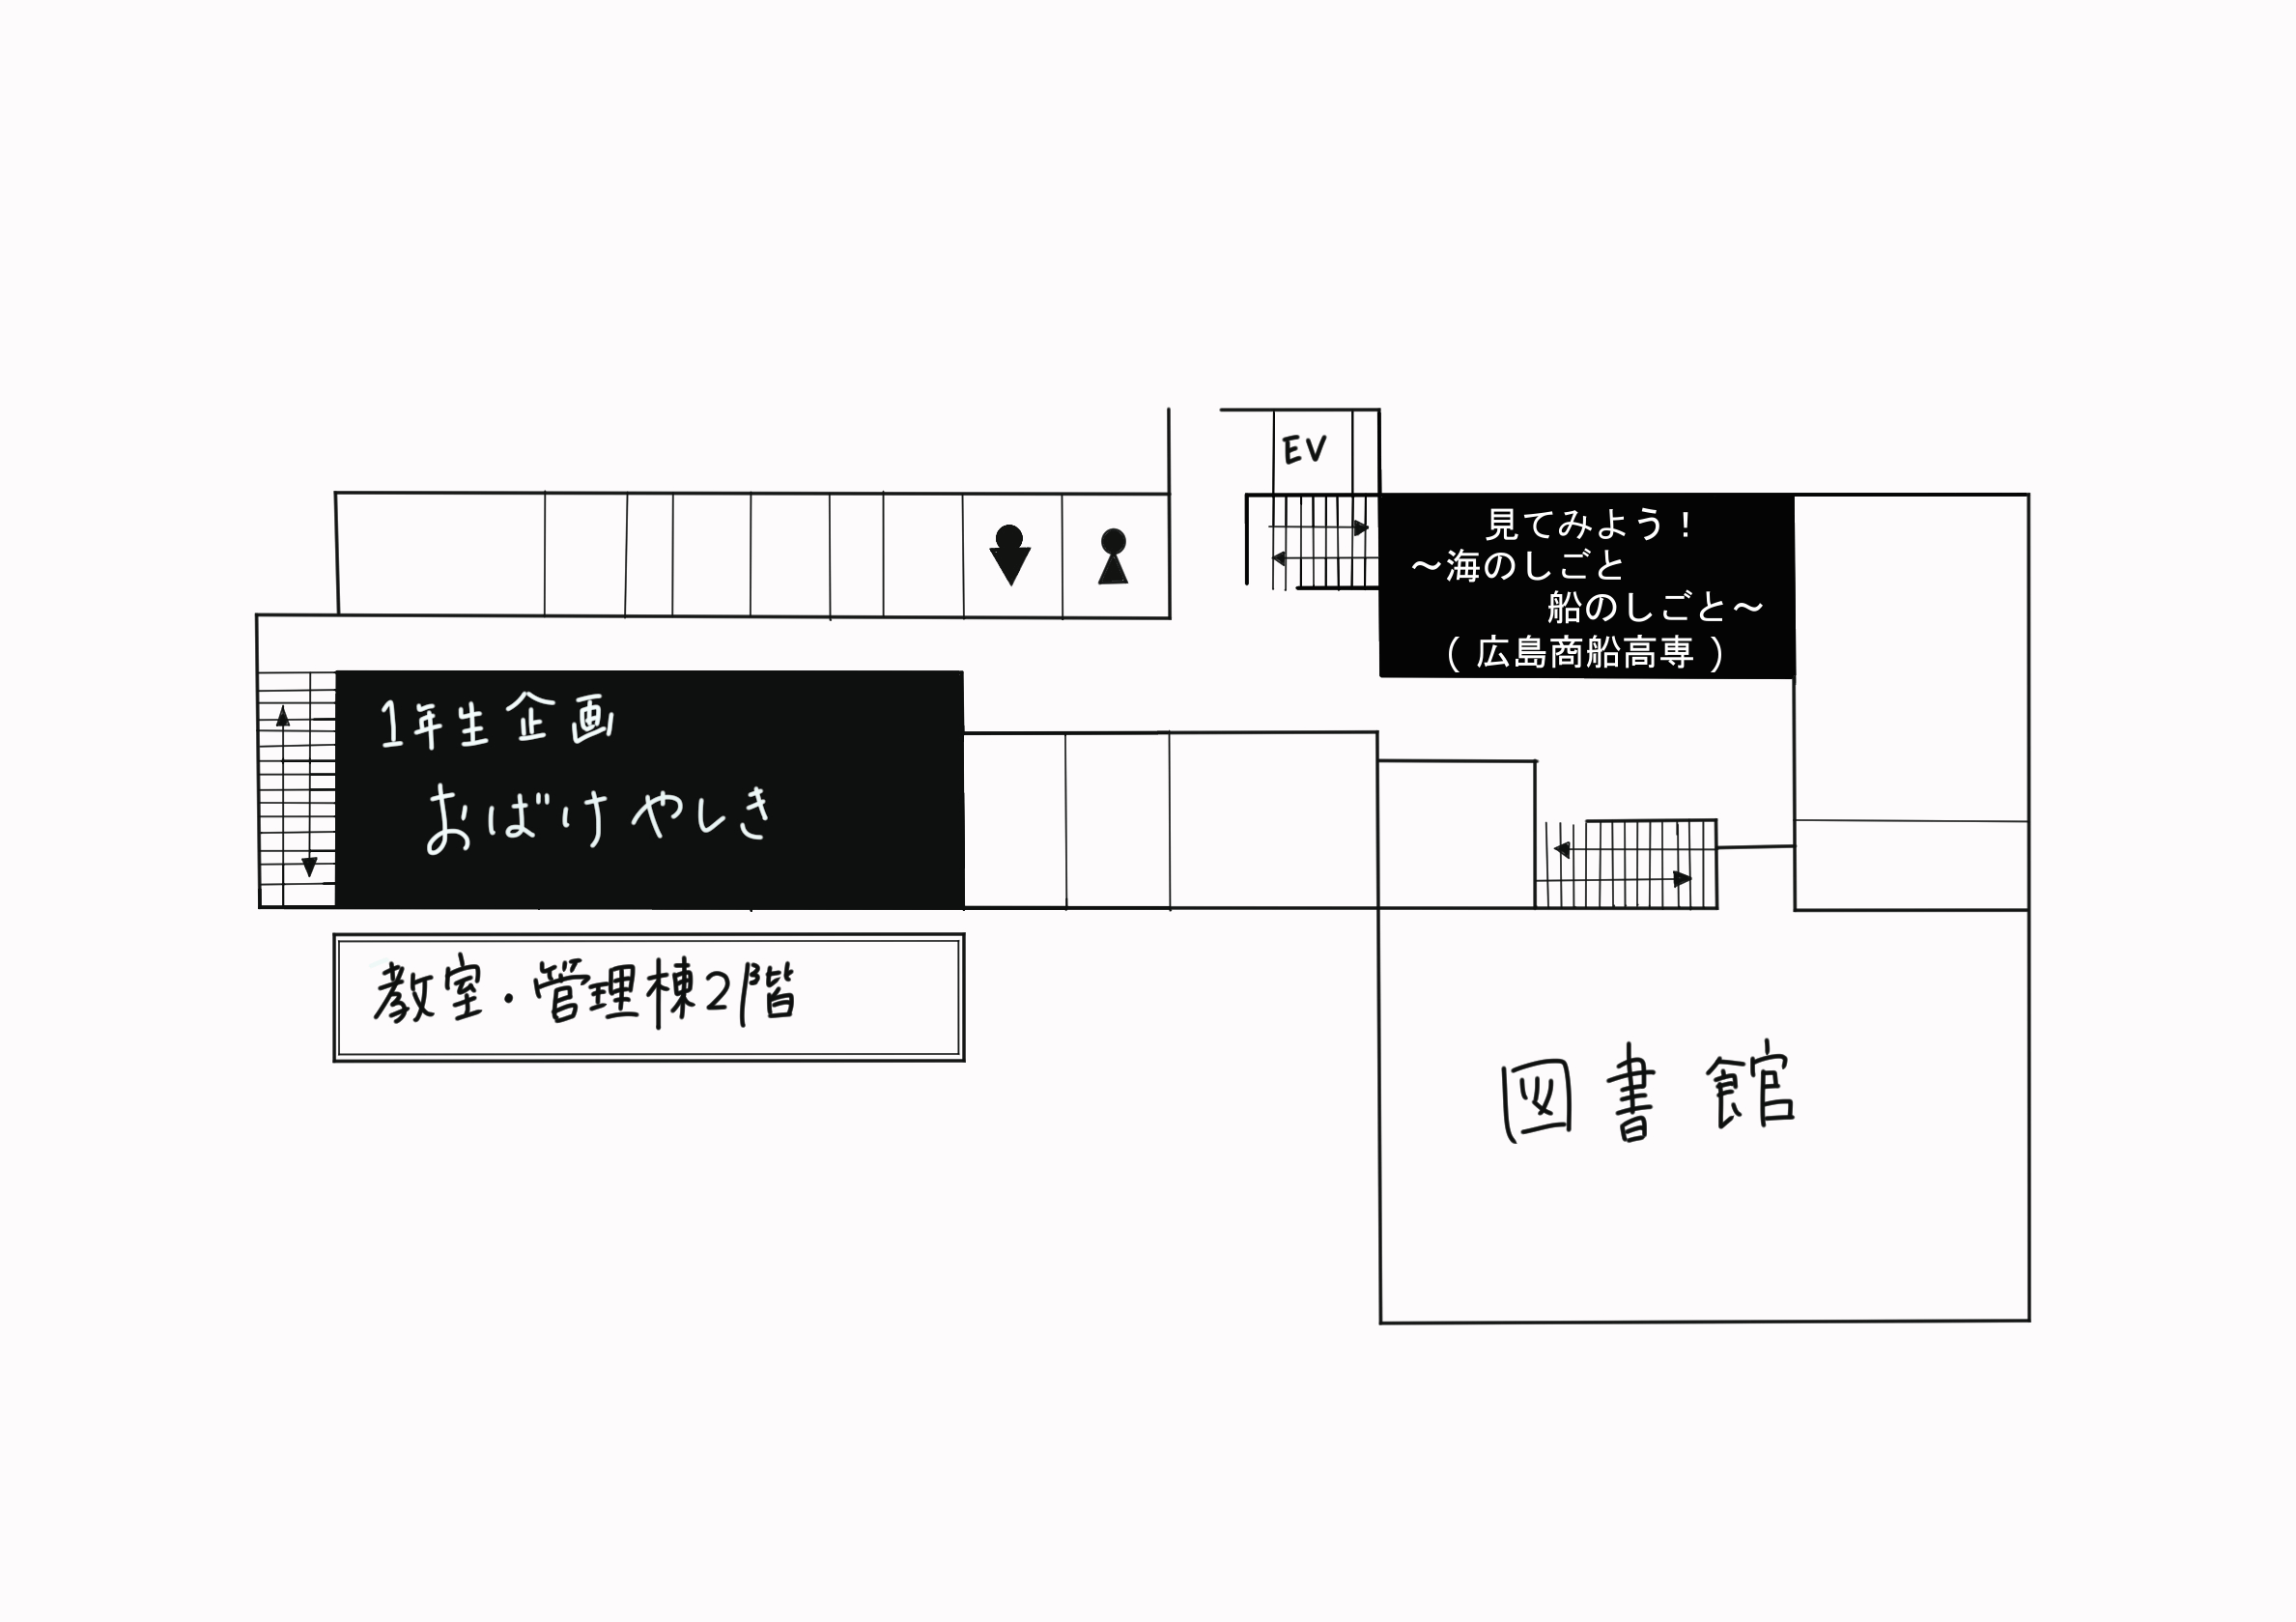 EV
見てみよう！
～海のしごと
船のしごと～
（広島商船高専）
1年生企画
おばけやしき
教室・管理棟2階
図書館